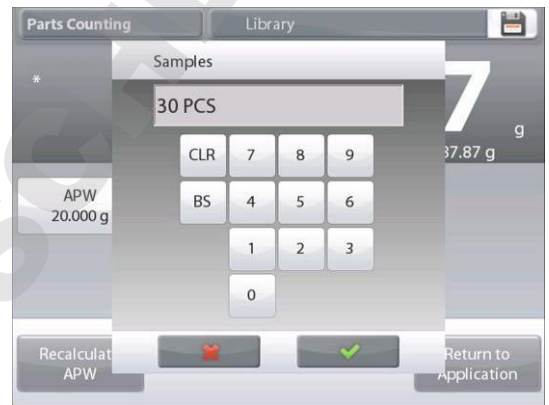 Parts Counting
Library
Samples
*
30 PCS
7
g
37.87 g
CLR 7 8 9
APW
20.000 g
BS 4 5 6
1 2 3
0
Recalculat
APW
Return to
Application